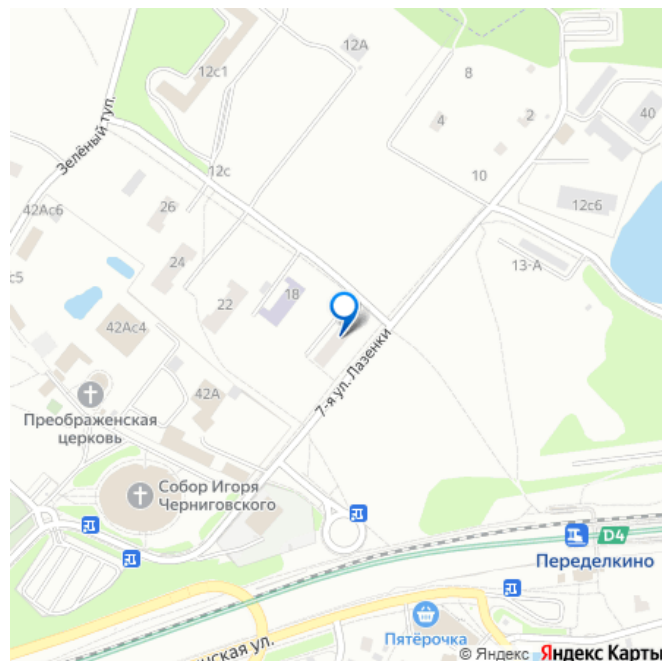 12А
12с1
8
2
4
40
Зелёный туп.
12с
10
26
12с6
42Ас6
24
13-А
с5
22
18
42Ас4
7-я ул. Лазенки
42А
Преображенская
церковь
Собор Игоря
Черниговского
D4
Переделкино
Пятёрочка
нская ул.
© Яндекс Яндекс Карты